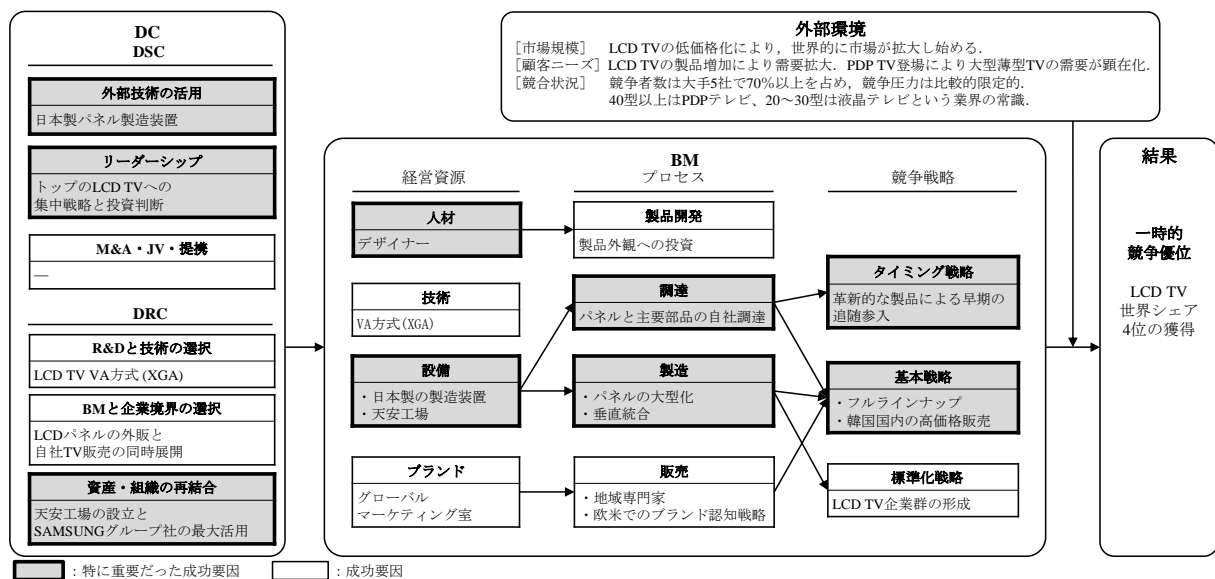 DC
DSC
外部技術の活用
日本製パネル製造装置
リーダーシップ
トップのLCD TVへの
集中戦略と投資判断
M&A・JV・提携
―
DRC
R&Dと技術の選択
LCD TV VA方式 (XGA)
BMと企業境界の選択
LCDパネルの外販と
自社TV販売の同時展開
資産・組織の再結合
天安工場の設立と
SAMSUNGグループ社の最大活用
外部環境
［市場規模］ LCD TVの低価格化により，世界的に市場が拡大し始める．
［顧客ニーズ］LCD TVの製品増加により需要拡大．PDP TV登場により大型薄型TVの需要が顕在化．
［競合状況］ 競争者数は大手5社で70％以上を占め，競争圧力は比較的限定的．
40型以上はPDPテレビ、20～30型は液晶テレビという業界の常識．
BM
経営資源
プロセス
競争戦略
人材
デザイナー
製品開発
製品外観への投資
技術
VA方式(XGA)
調達
パネルと主要部品の自社調達
タイミング戦略
革新的な製品による早期の
追随参入
設備
・日本製の製造装置
・天安工場
製造
・パネルの大型化
・垂直統合
基本戦略
・フルラインナップ
・韓国国内の高価格販売
ブランド
グローバル
マーケティング室
販売
・地域専門家
・欧米でのブランド認知戦略
標準化戦略
LCD TV企業群の形成
結果
一時的
競争優位
LCD TV
世界シェア
4位の獲得
：特に重要だった成功要因
：成功要因